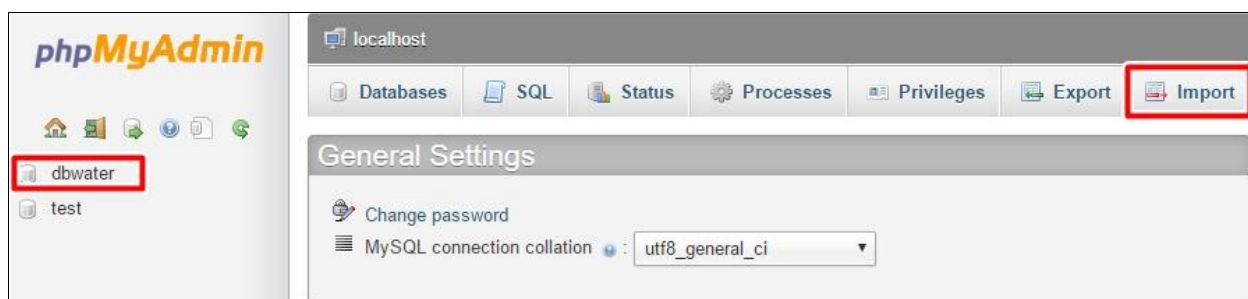 phpMyAdmin
dbwater
test
localhost
Databases SQL Status Processes Privileges Export Import
General Settings
Change password
MySQL connection collation : utf8_general_ci